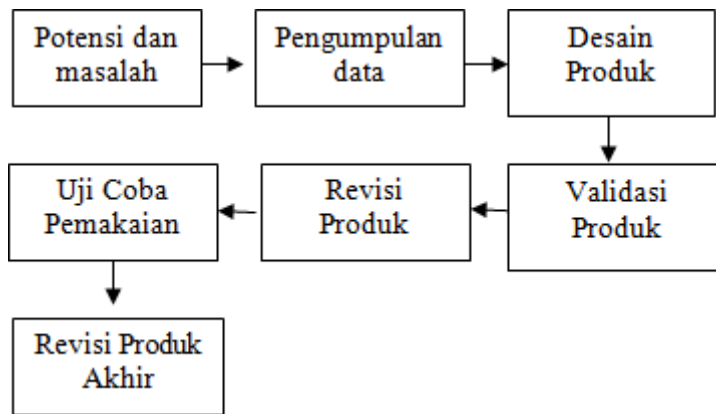 Potensi dan
masalah
Pengumpulan
data
Desain
Produk
Uji Coba
Pemakaian
Revisi
Produk
Validasi
Produk
Revisi Produk
Akhir